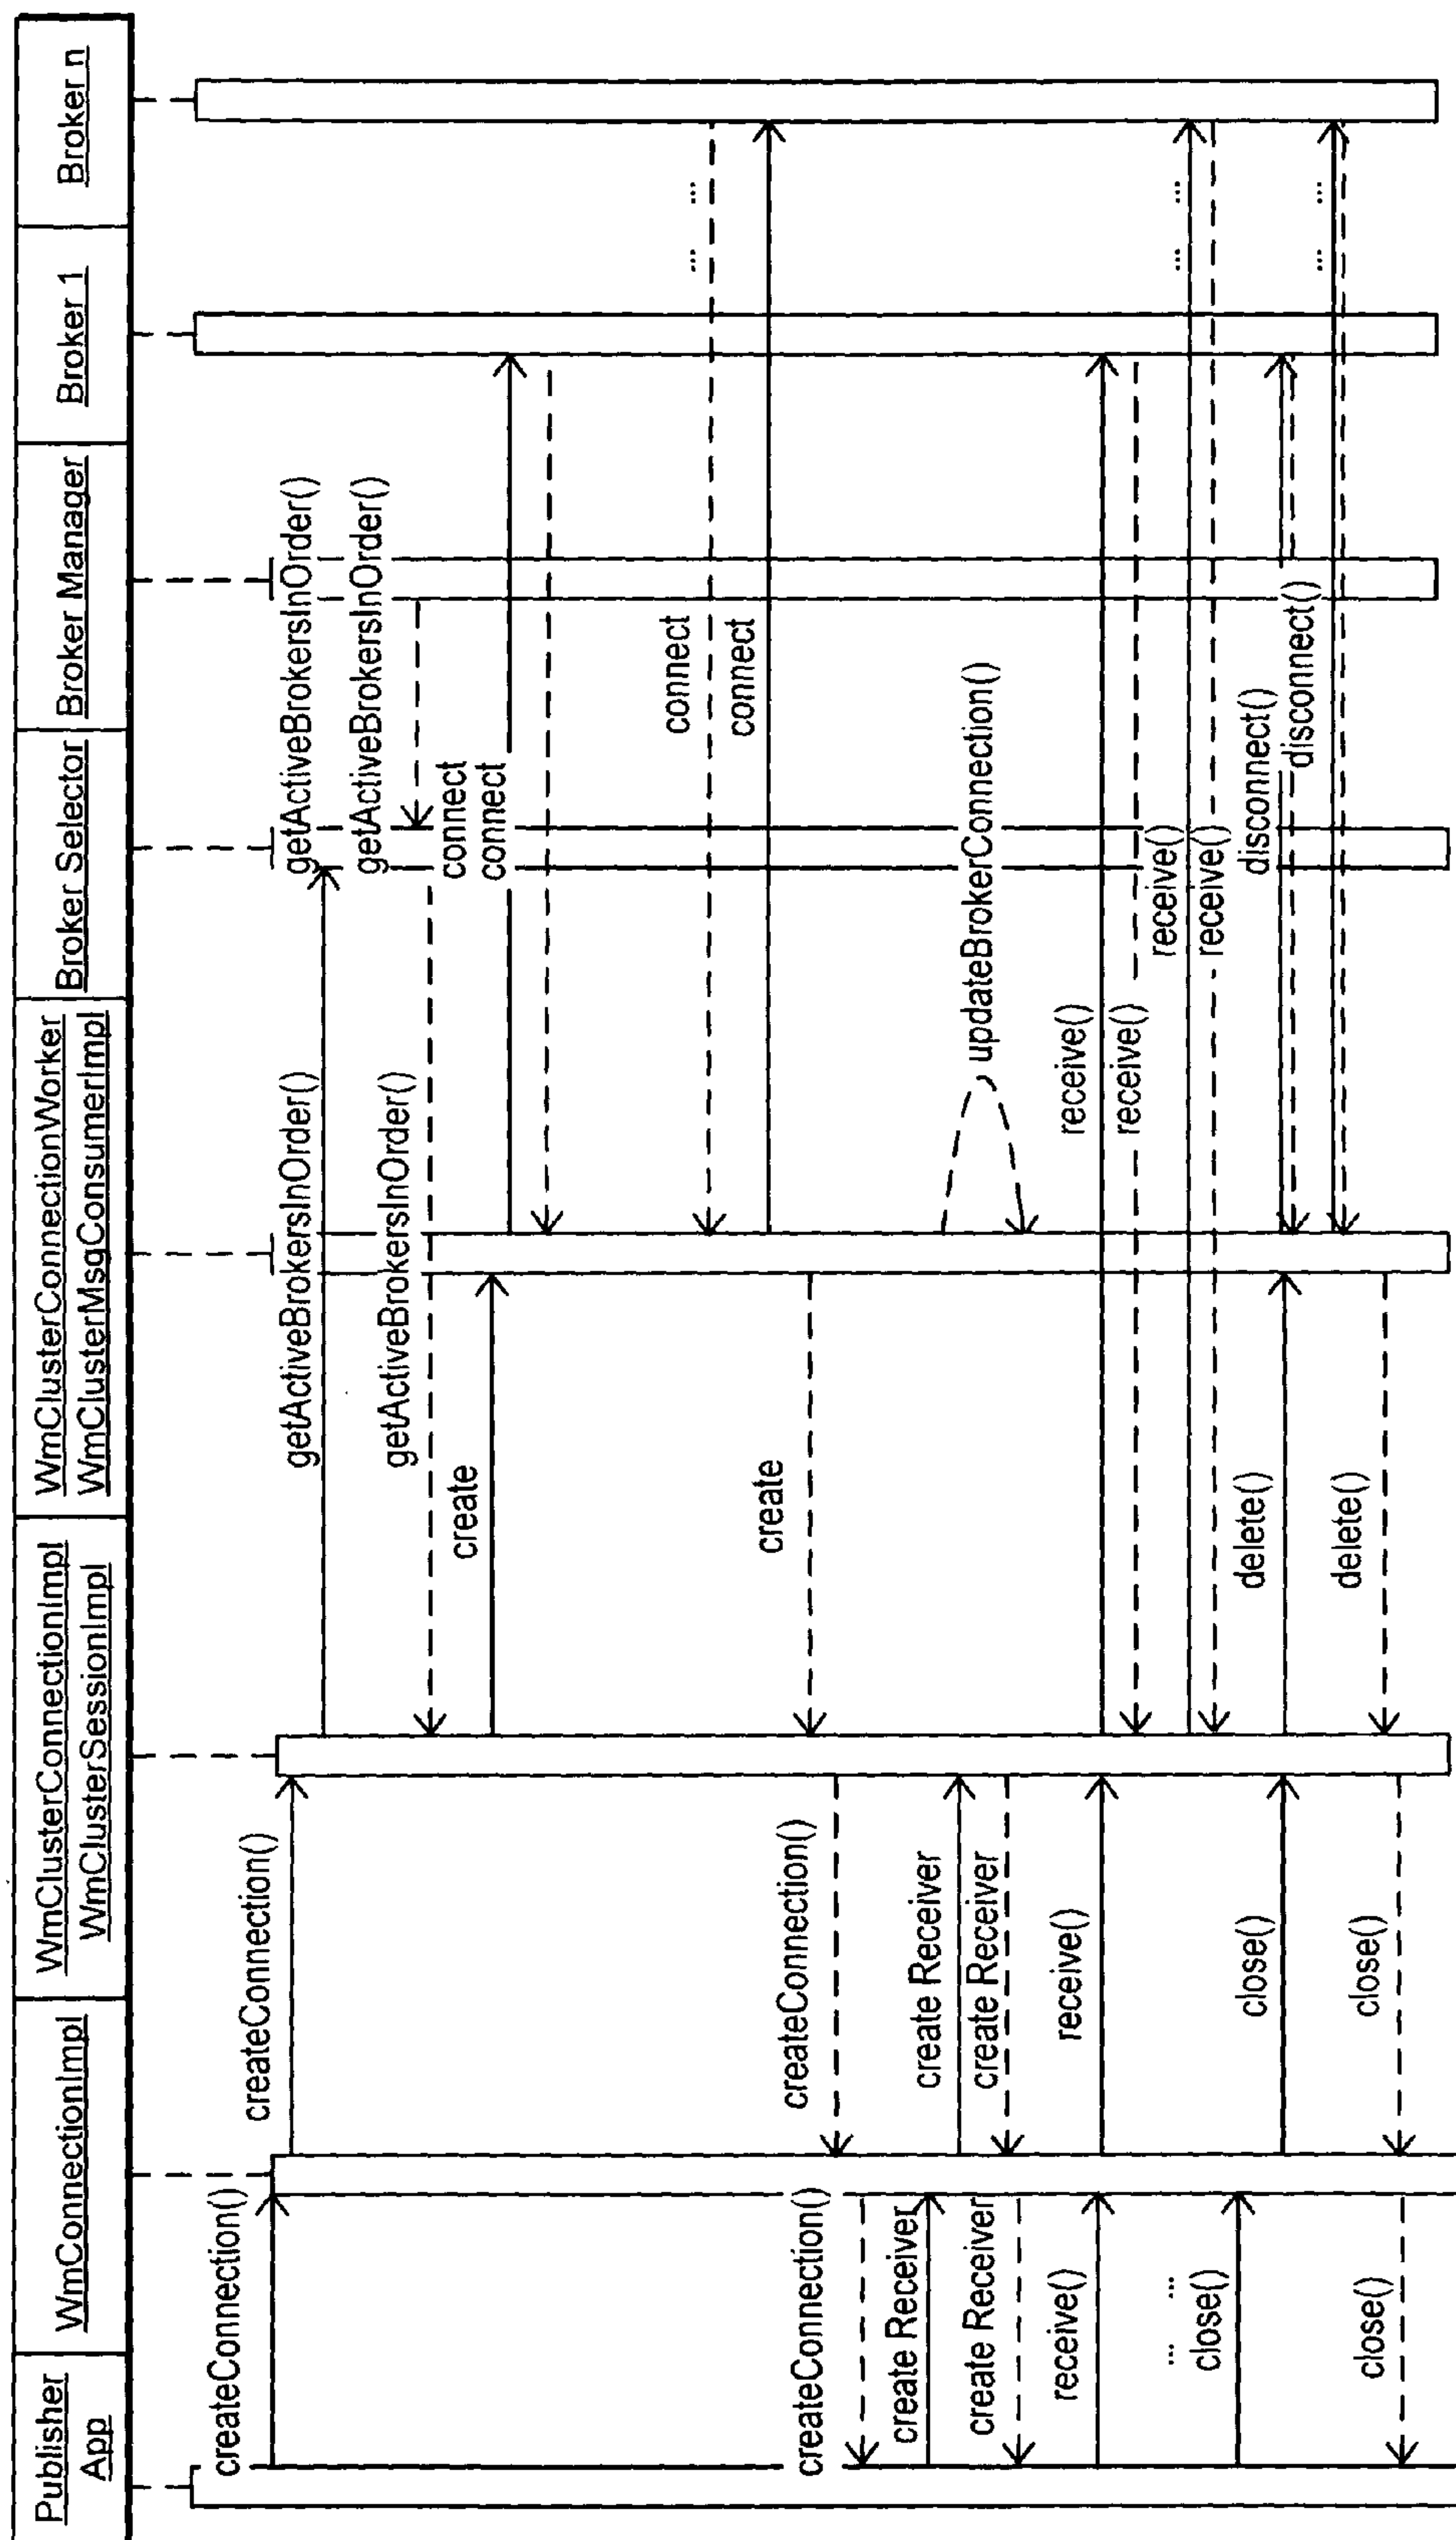 Publisher
App
WmConnectionImpl
WmClusterConnectionImpl
WmClusterSessionImpl
WmClusterConnectionWorker
WmClusterMsgConsumerImpl
Broker Selector
Broker Manager
Broker 1
Broker n
createConnection()
createConnection()
getActiveBrokersInOrder()
getActiveBrokersInOrder()
getActiveBrokersInOrder()
getActiveBrokersInOrder()
create
connect
connect
connect
... ...
connect
create
createConnection()
createConnection()
create Receiver
create Receiver
create Receiver
create Receiver
updateBrokerConnection()
receive()
receive()
receive()
receive()
receive()
... ...
receive()
... ...
close()
close()
delete()
disconnect()
disconnect()
... ...
delete()
close()
close()